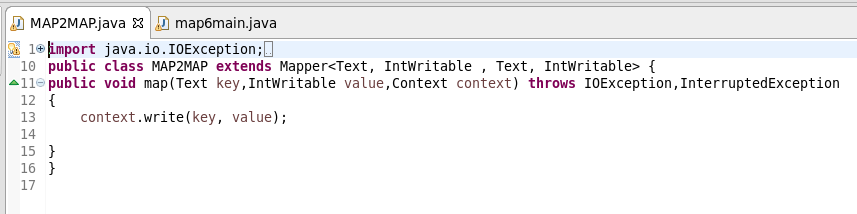 MAP2MAP.java map6main.java
1 import java.io.IOException;
10 public class MAP2MAP extends Mapper<Text, IntWritable , Text, IntWritable> {
11 public void map(Text key,IntWritable value,Context context) throws IOException,InterruptedException
12 {
13     context.write(key, value);
14
15 }
16 }
17